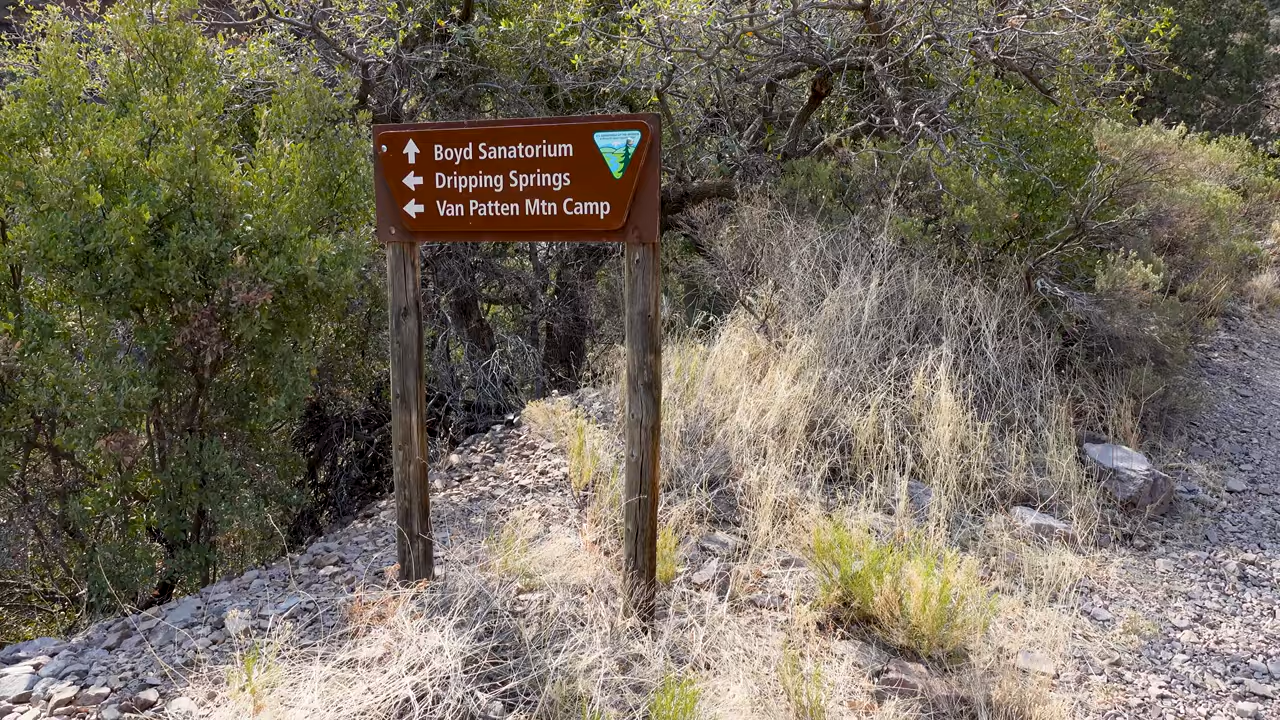 ↑ Boyd Sanatorium
← Dripping Springs
← Van Patten Mtn Camp